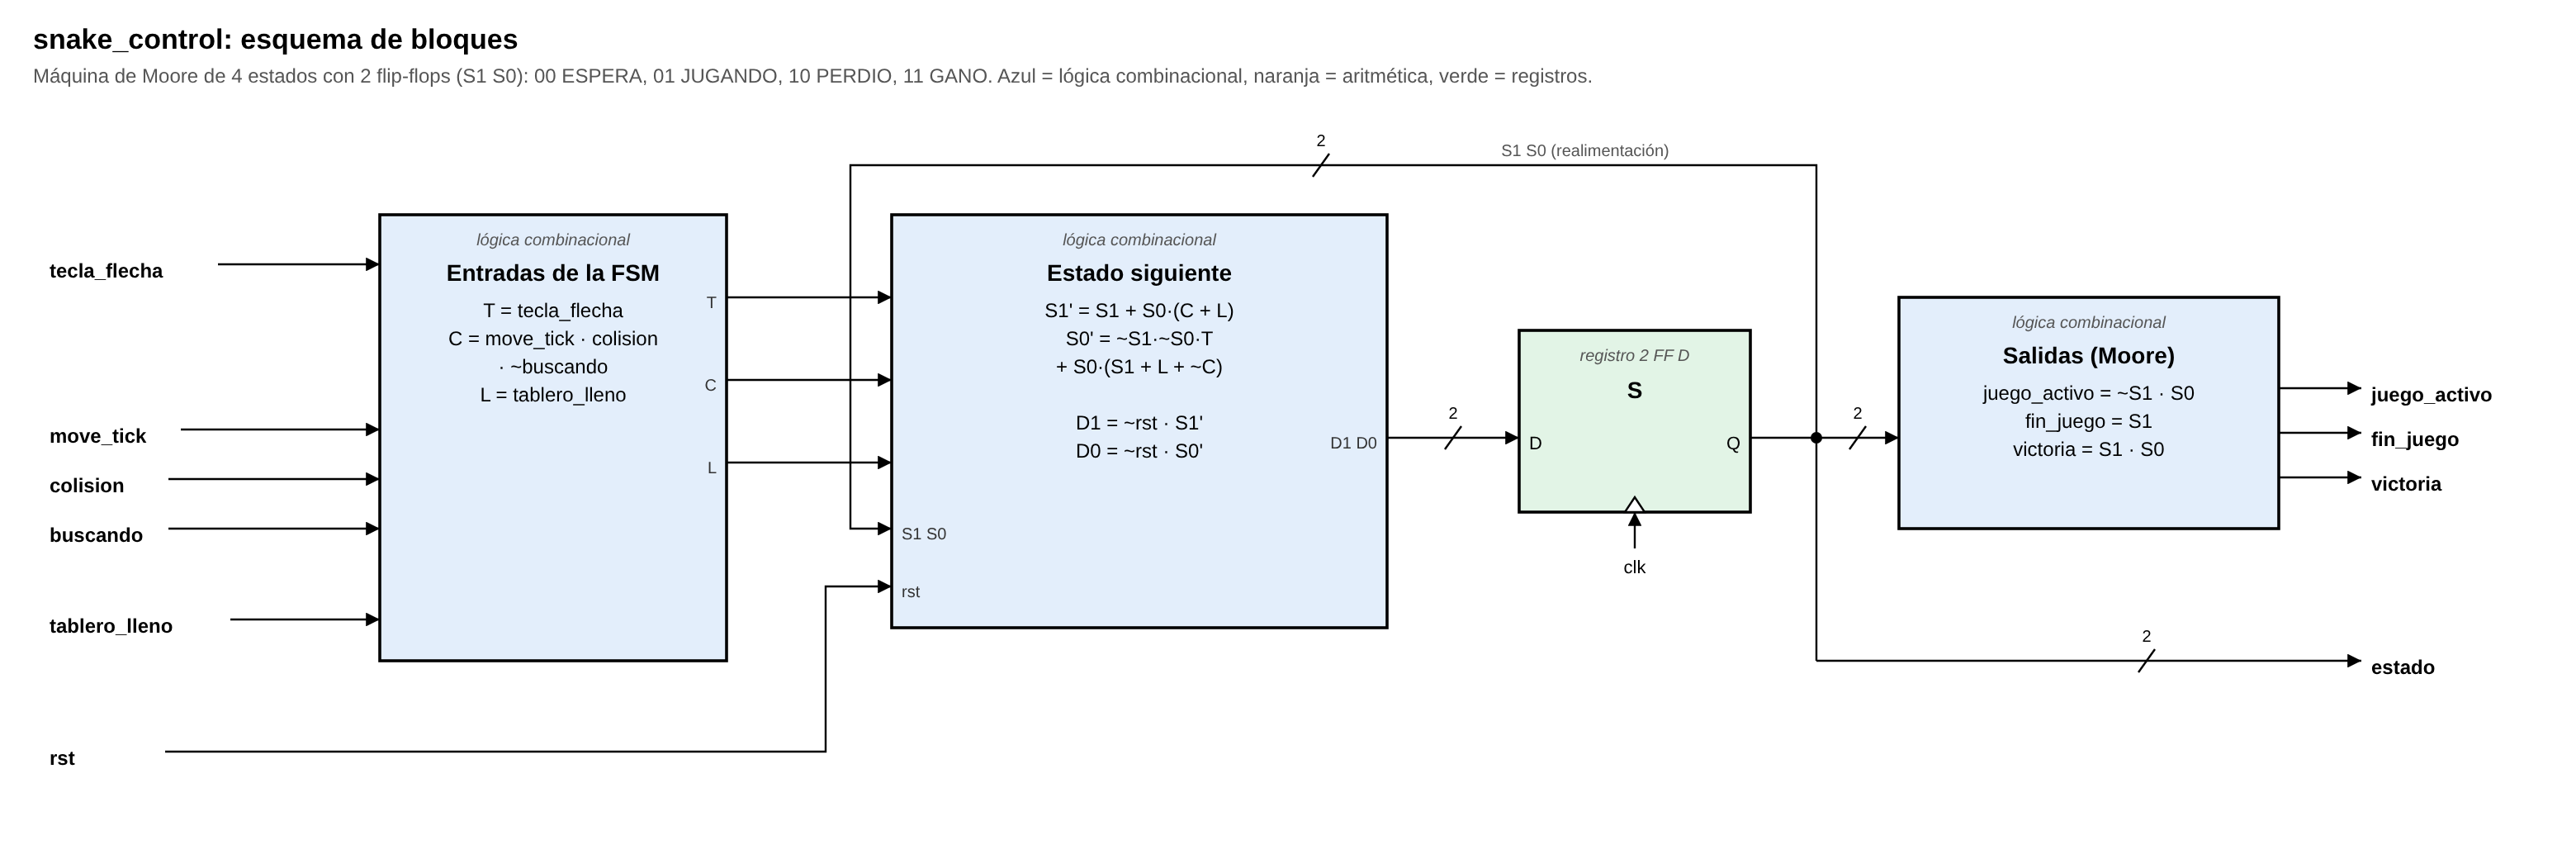 snake_control: esquema de bloques
Máquina de Moore de 4 estados con 2 flip-flops (S1 S0): 00 ESPERA, 01 JUGANDO, 10 PERDIO, 11 GANO. Azul = lógica combinacional, naranja = aritmética, verde = registros.
2
S1 S0 (realimentación)
tecla_flecha
move_tick
colision
buscando
tablero_lleno
rst
lógica combinacional
Entradas de la FSM
T = tecla_flecha
C = move_tick · colision
· ~buscando
L = tablero_lleno
T
C
L
lógica combinacional
Estado siguiente
S1' = S1 + S0·(C + L)
S0' = ~S1·~S0·T
+ S0·(S1 + L + ~C)
D1 = ~rst · S1'
D0 = ~rst · S0'
D1 D0
S1 S0
rst
2
registro 2 FF D
S
D
Q
clk
2
lógica combinacional
Salidas (Moore)
juego_activo = ~S1 · S0
fin_juego = S1
victoria = S1 · S0
juego_activo
fin_juego
victoria
2
estado